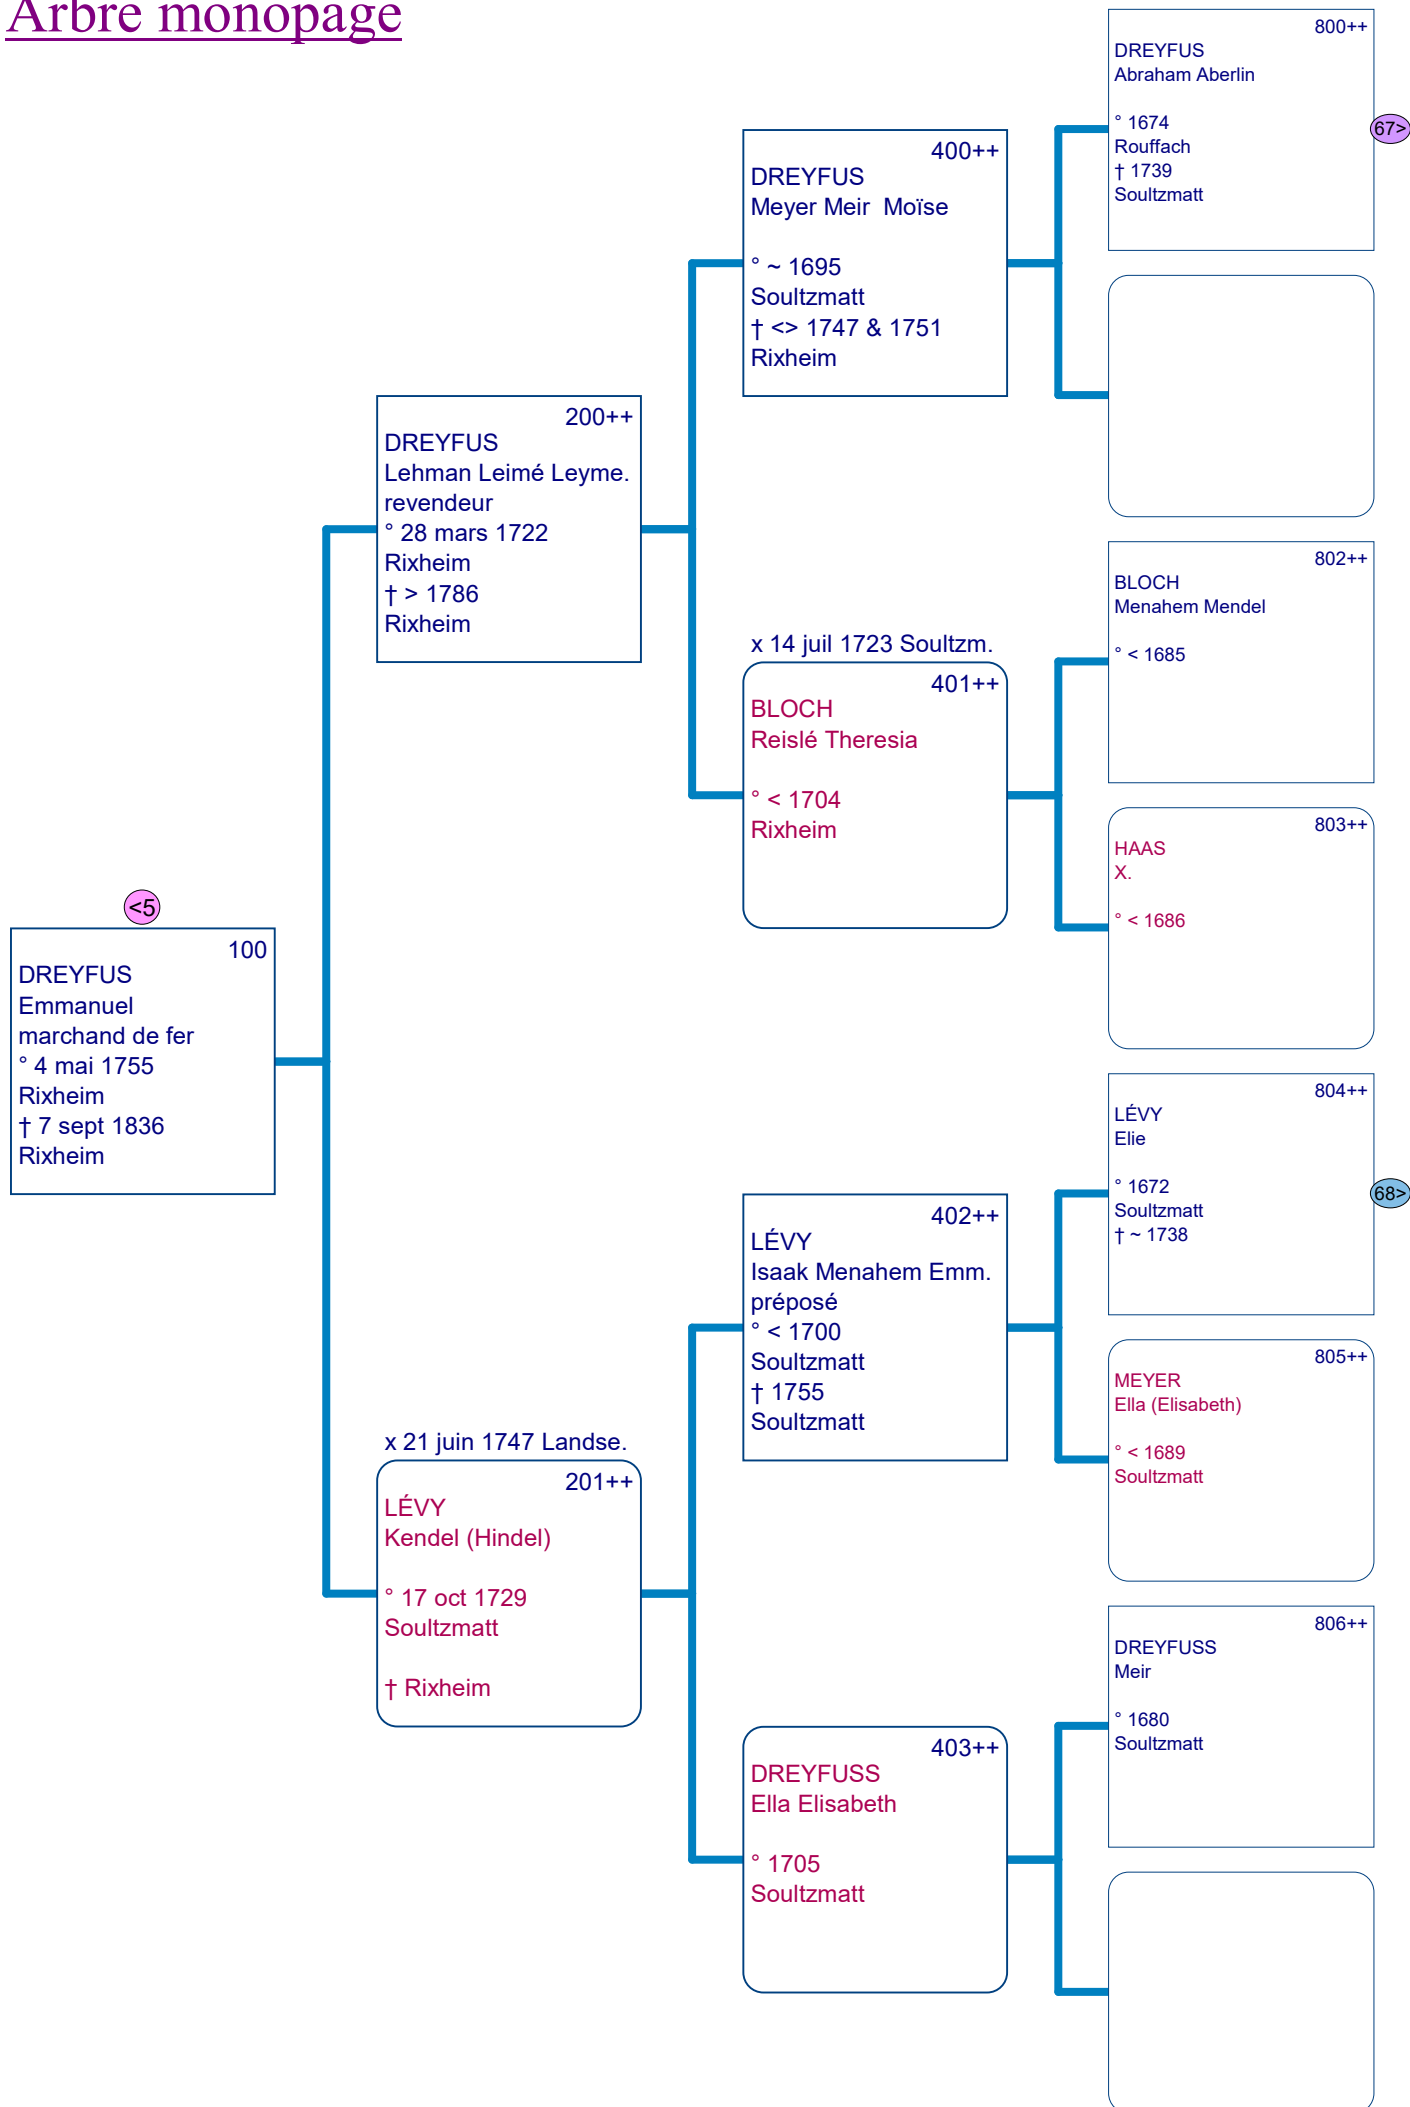 Arbre monopage
<5
100
DREYFUS
Emmanuel
marchand de fer
° 4 mai 1755
Rixheim
† 7 sept 1836
Rixheim
200++
DREYFUS
Lehman Leimé Leyme.
revendeur
° 28 mars 1722
Rixheim
† > 1786
Rixheim
x 21 juin 1747 Landse.
201++
LÉVY
Kendel (Hindel)
° 17 oct 1729
Soultzmatt
† Rixheim
400++
DREYFUS
Meyer Meir  Moïse
° ~ 1695
Soultzmatt
† <> 1747 & 1751
Rixheim
x 14 juil 1723 Soultzm.
401++
BLOCH
Reislé Theresia
° < 1704
Rixheim
402++
LÉVY
Isaak Menahem Emm.
préposé
° < 1700
Soultzmatt
† 1755
Soultzmatt
403++
DREYFUSS
Ella Elisabeth
° 1705
Soultzmatt
800++
DREYFUS
Abraham Aberlin
° 1674
Rouffach
† 1739
Soultzmatt
67>
802++
BLOCH
Menahem Mendel
° < 1685
803++
HAAS
X.
° < 1686
804++
LÉVY
Elie
° 1672
Soultzmatt
† ~ 1738
68>
805++
MEYER
Ella (Elisabeth)
° < 1689
Soultzmatt
806++
DREYFUSS
Meir
° 1680
Soultzmatt